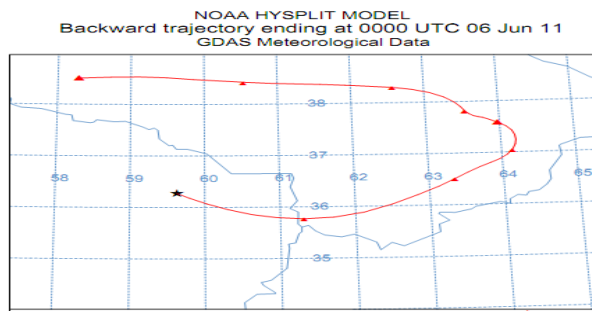 NOAA HYSPLIT MODEL
Backward trajectory ending at 0000 UTC 06 Jun 11
GDAS Meteorological Data
38
37
58 59 60 61 62 63 64 65
36
35